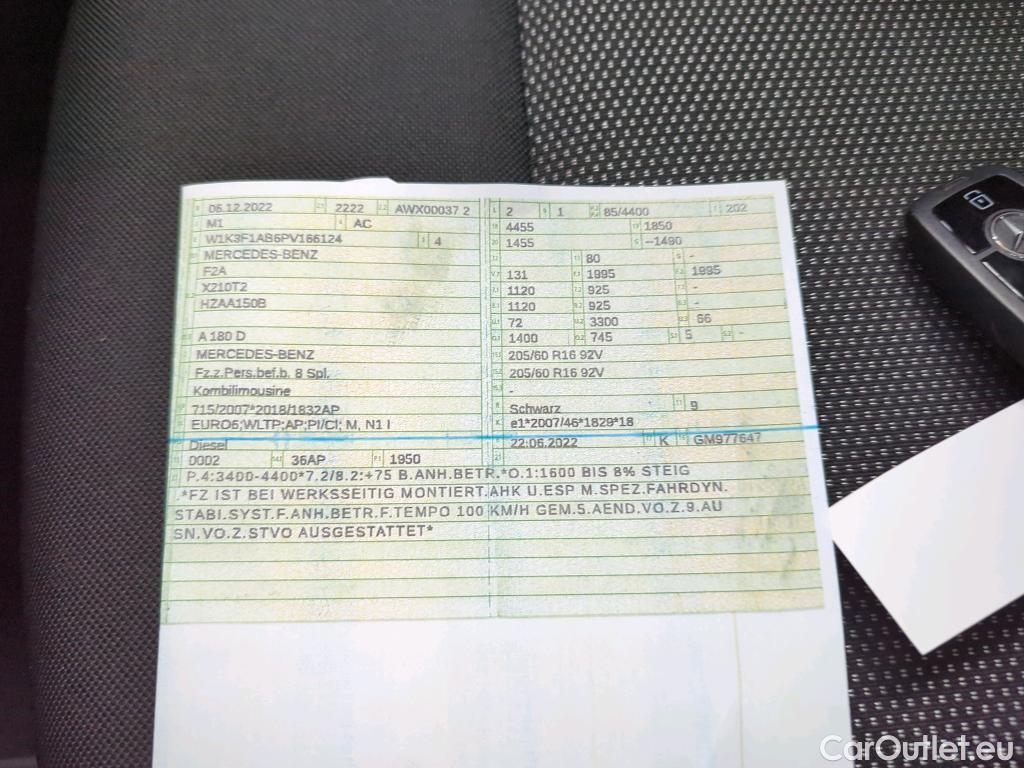 06.12.2022 2222 AWX00037 2
M1 AC
W1K3F1AB6PV166124 4
MERCEDES-BENZ
F2A
X210T2
HZAA150B
A 180 D
MERCEDES-BENZ
Fz.z.Pers.bef.b. 8 Spl.
Kombilimousine
715/2007*2018/1832AP
EURO6;WLTP;AP;PI/CI; M, N1 I
Diesel
0002 36AP 1950
2 1 85/4400 202
4455 1850
1455 --1490
80 -
131 1995 1995
1120 925 -
1120 925 -
72 3300 66
1400 745 5 -
205/60 R16 92V
205/60 R16 92V
-
Schwarz 9
e1*2007/46*1829*18
22.06.2022 K GM977647
P.4:3400-4400*7.2/8.2:+75 B.ANH.BETR.*O.1:1600 BIS 8% STEIG
.*FZ IST BEI WERKSSEITIG MONTIERT.AHK U.ESP M.SPEZ.FAHRDYN.
STABI.SYST.F.ANH.BETR.F.TEMPO 100 KM/H GEM.5.AEND.VO.Z.9.AU
SN.VO.Z.STVO AUSGESTATTET*
CarOutlet.eu